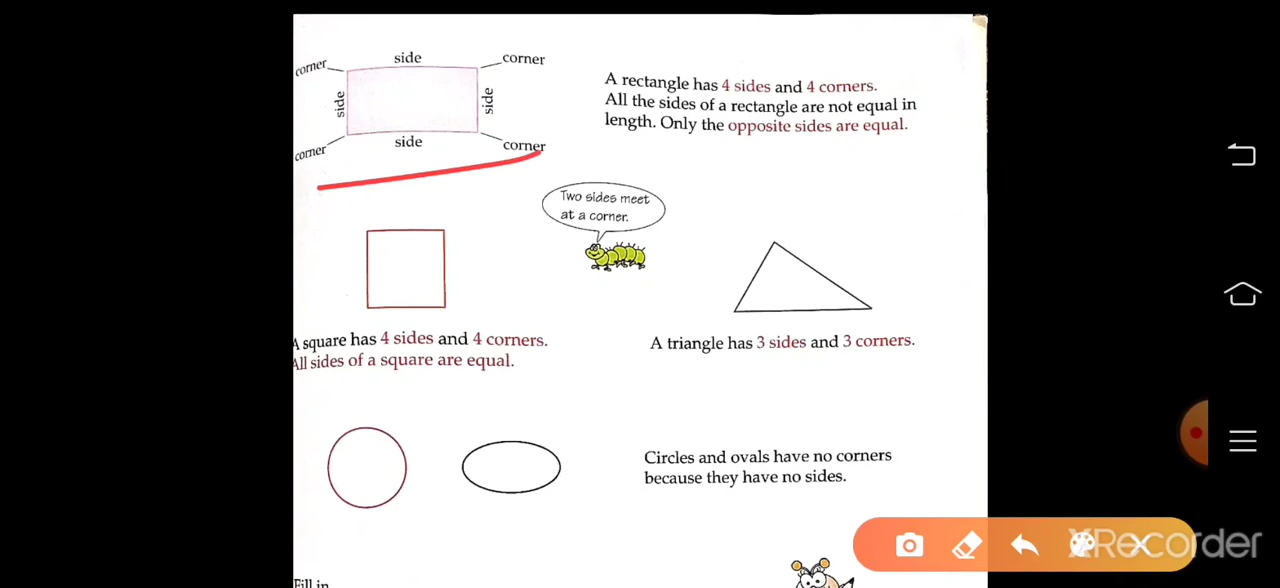 side
corner
corner
side
side
corner
side
corner
A rectangle has 4 sides and 4 corners.
All the sides of a rectangle are not equal in
length. Only the opposite sides are equal.
Two sides meet
at a corner.
A square has 4 sides and 4 corners.
All sides of a square are equal.
A triangle has 3 sides and 3 corners.
Circles and ovals have no corners
because they have no sides.
Fill in
XRecorder